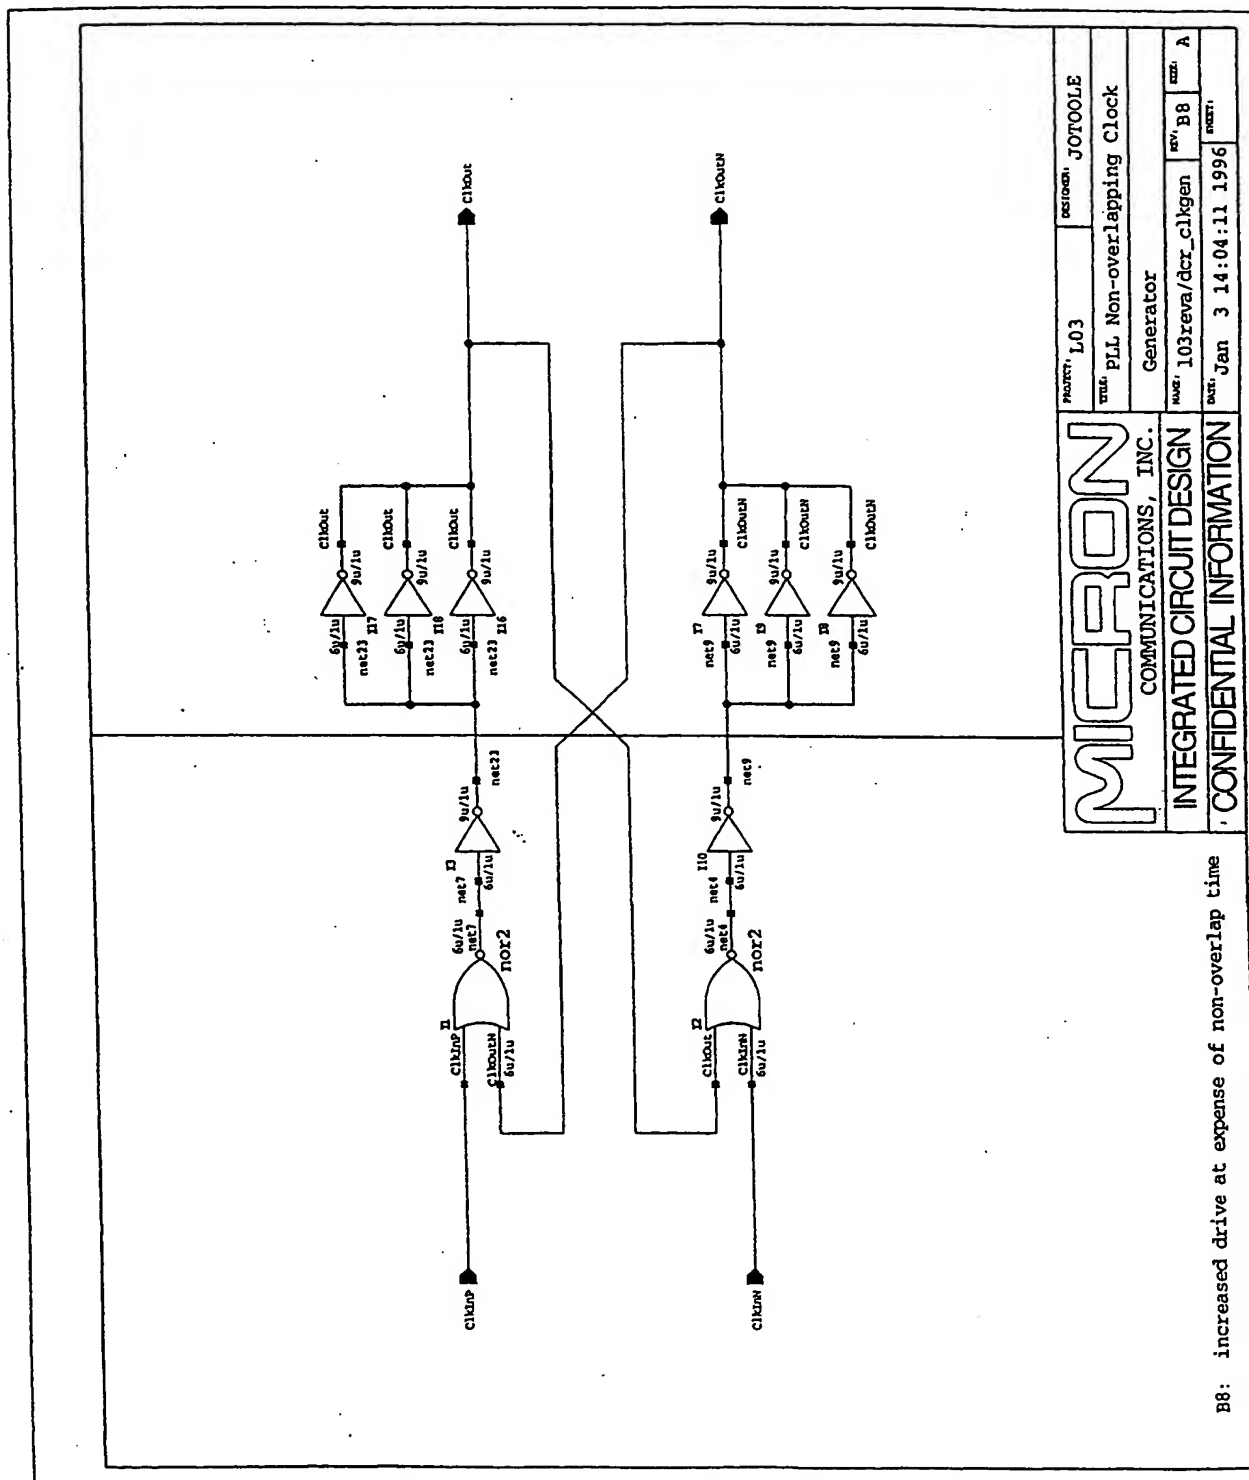 ClkInP
ClkInP
ClkOutN
6u/1u
I1
nor2
6u/1u
net7
net7
I3
6u/1u
9u/1u
net23
6u/1u
net23
I17
9u/1u
ClkOut
6u/1u
net23
I18
9u/1u
ClkOut
6u/1u
net23
I16
9u/1u
ClkOut
ClkOut
ClkInN
ClkOut
ClkInN
6u/1u
I2
nor2
6u/1u
net4
net4
I10
6u/1u
9u/1u
net9
net9
I7
6u/1u
9u/1u
ClkOutN
net9
I9
6u/1u
9u/1u
ClkOutN
net9
I8
6u/1u
9u/1u
ClkOutN
ClkOutN
B8: increased drive at expense of non-overlap time
MICRON
COMMUNICATIONS, INC.
INTEGRATED CIRCUIT DESIGN
CONFIDENTIAL INFORMATION
PROJECT: L03
DESIGNER: JOTOOLE
TITLE: PLL Non-overlapping Clock
Generator
NAME: l03reva/dcr_clkgen
REV: B8
SIZE: A
DATE: Jan 3 14:04:11 1996
SHEET: